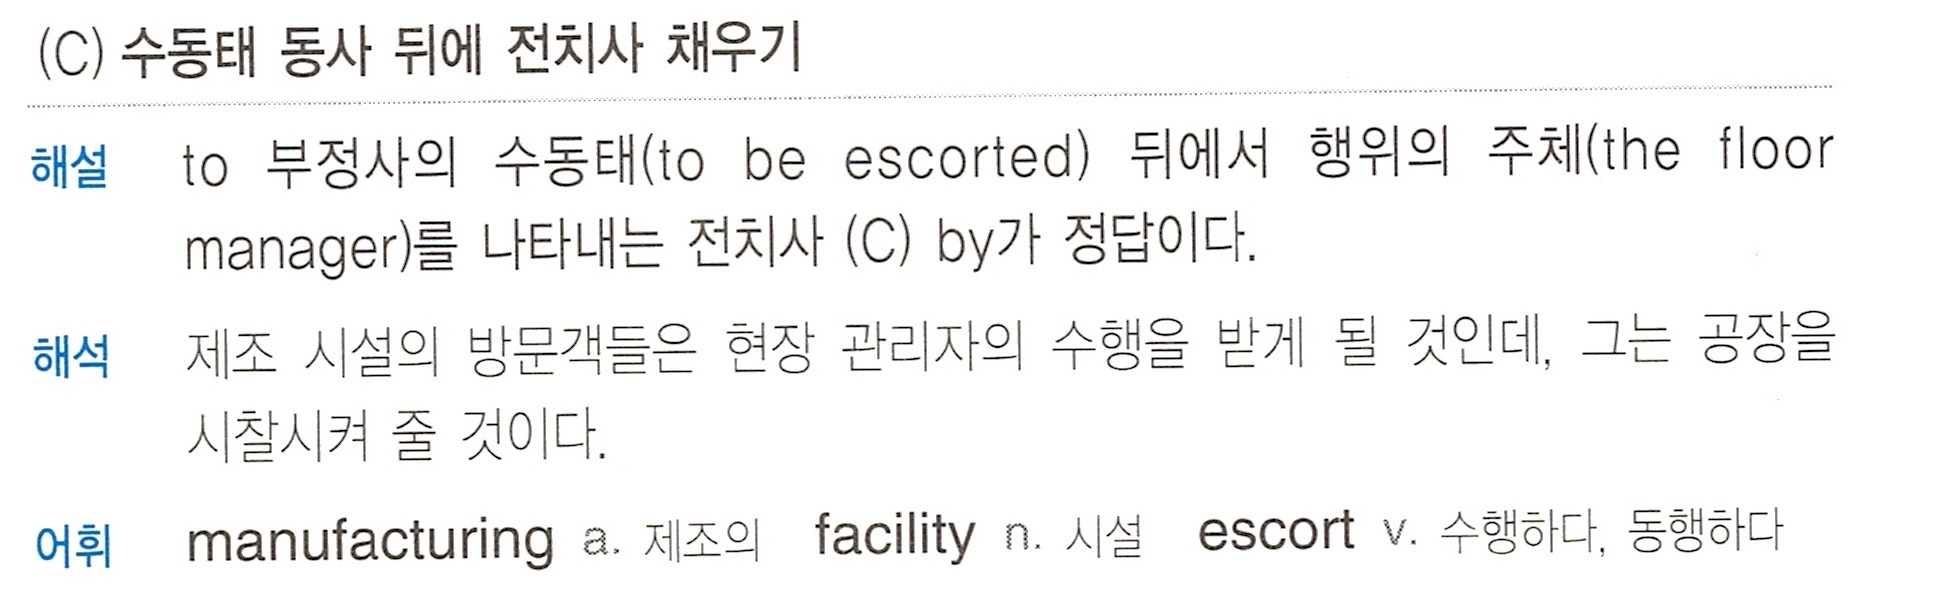 (C) 수동태 동사 뒤에 전치사 채우기
해설 to 부정사의 수동태(to be escorted) 뒤에서 행위의 주체(the floor
manager)를 나타내는 전치사 (C) by가 정답이다.
해석 제조 시설의 방문객들은 현장 관리자의 수행을 받게 될 것인데, 그는 공장을
시찰시켜 줄 것이다.
어휘 manufacturing a. 제조의 facility n. 시설 escort v. 수행하다, 동행하다